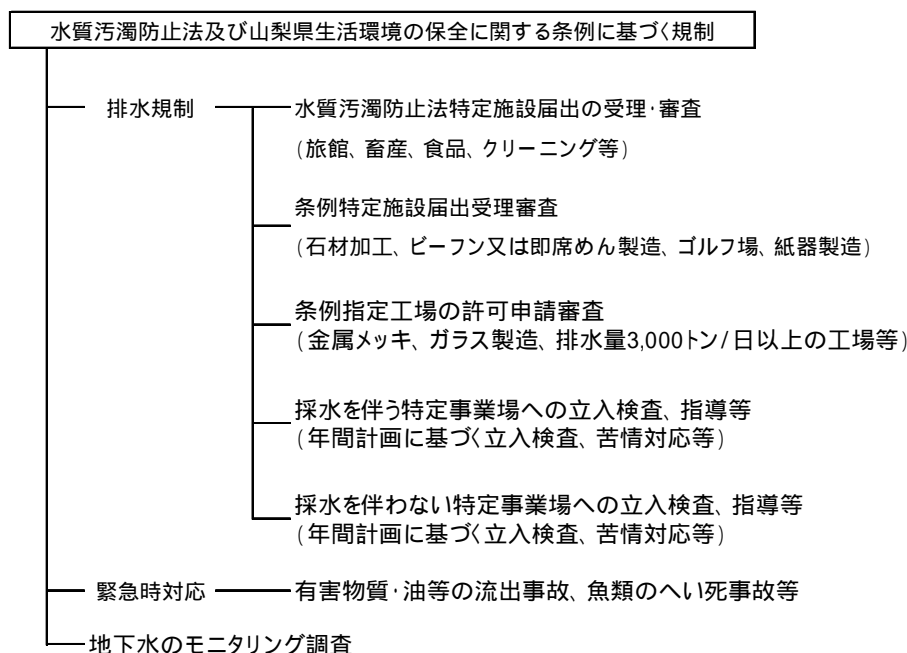 水質汚濁防止法及び山梨県生活環境の保全に関する条例に基づく規制
排水規制
水質汚濁防止法特定施設届出の受理･審査
(旅館、畜産、食品、クリーニング等)
条例特定施設届出受理審査
(石材加工、ビーフン又は即席めん製造、ゴルフ場、紙器製造)
条例指定工場の許可申請審査
(金属メッキ、ガラス製造、排水量3,000トン/日以上の工場等)
採水を伴う特定事業場への立入検査、指導等
(年間計画に基づく立入検査、苦情対応等)
採水を伴わない特定事業場への立入検査、指導等
(年間計画に基づく立入検査、苦情対応等)
緊急時対応
有害物質･油等の流出事故、魚類のへい死事故等
地下水のモニタリング調査